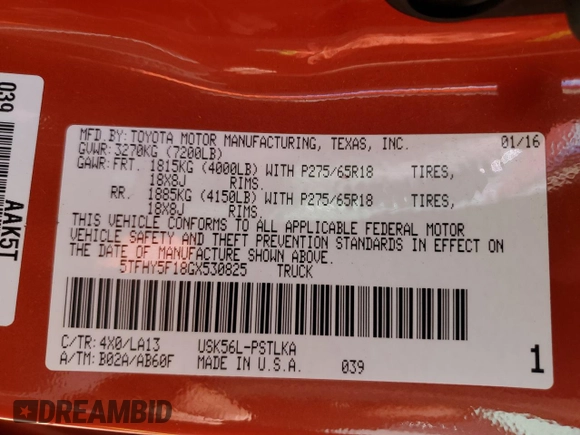 039
AAK5T
MFD.BY:TOYOTA MOTOR MANUFACTURING, TEXAS, INC. 01/16
GVWR:3270KG (7200LB)
GAWR:FRT. 1815KG (4000LB) WITH P275/65R18 TIRES,
18X8J RIMS.
RR. 1885KG (4150LB) WITH P275/65R18 TIRES,
18X8J RIMS.
THIS VEHICLE CONFORMS TO ALL APPLICABLE FEDERAL MOTOR
VEHICLE SAFETY AND THEFT PREVENTION STANDARDS IN EFFECT ON
THE DATE OF MANUFACTURE SHOWN ABOVE.
5TFHY5F18GX530825 TRUCK
C/TR: 4X0/LA13 USK56L-PSTLKA
A/TM: B02A/AB60F MADE IN U.S.A. 039 1
DREAMBID